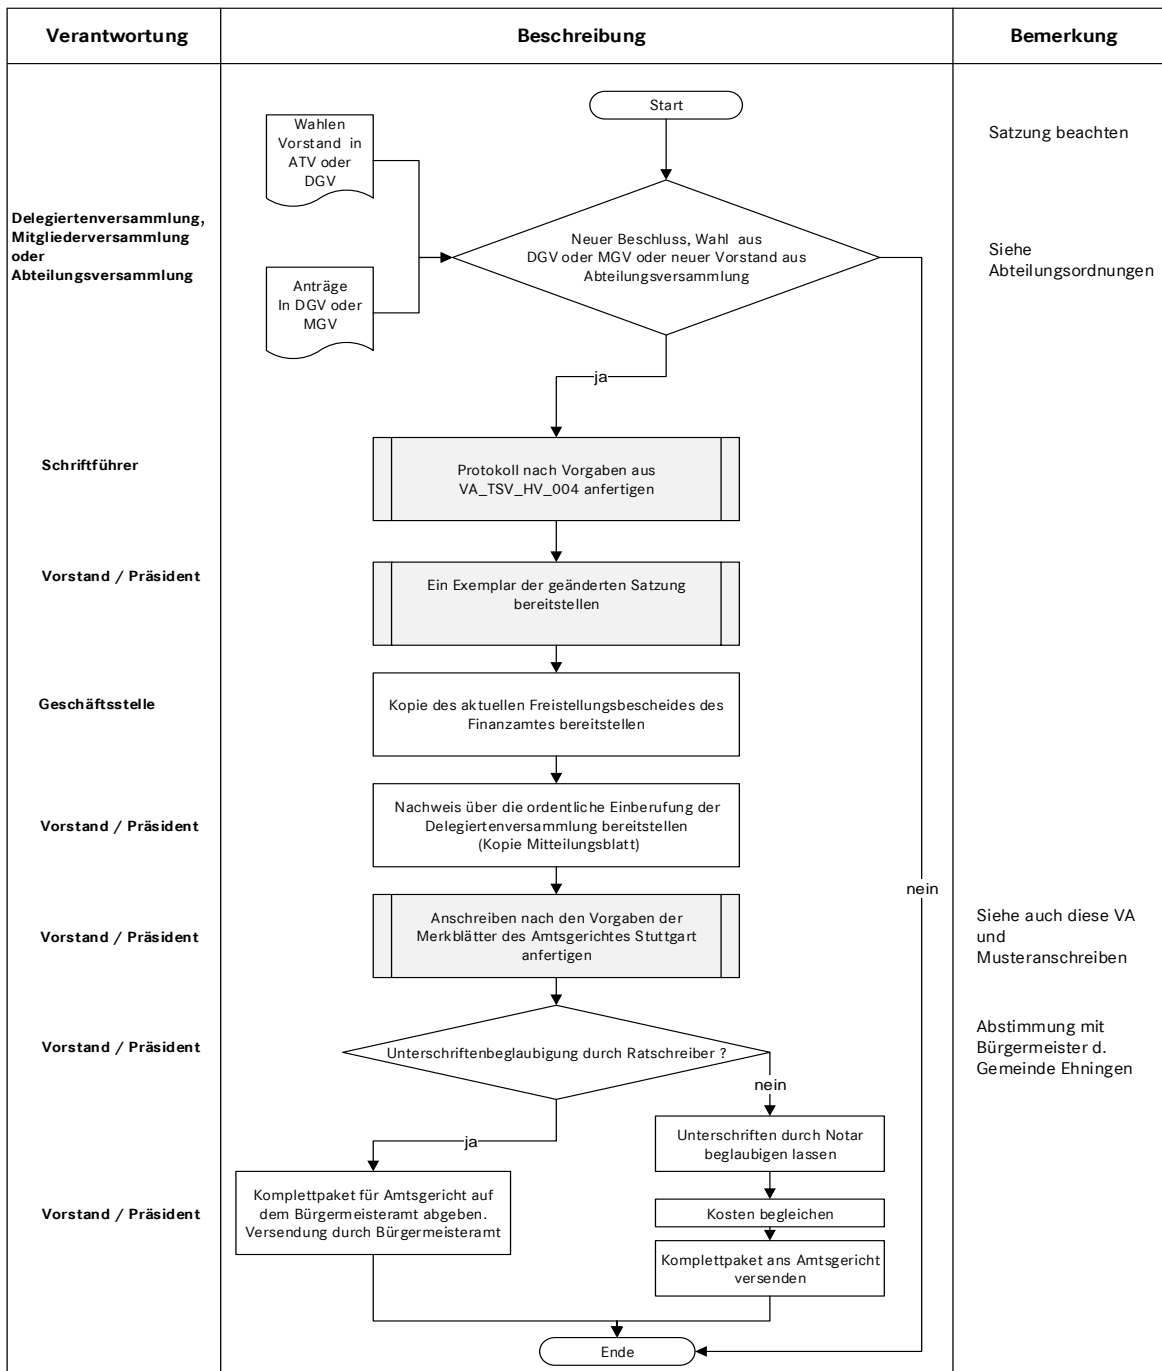 Verantwortung
Beschreibung
Bemerkung
Start
Wahlen
Vorstand in
ATV oder
DGV
Satzung beachten
Delegiertenversammlung,
Mitgliederversammlung
oder
Abteilungsversammlung
Neuer Beschluss, Wahl aus
DGV oder MGV oder neuer Vorstand aus
Abteilungsversammlung
Siehe
Abteilungsordnungen
Anträge
In DGV oder
MGV
ja
Schriftführer
Protokoll nach Vorgaben aus
VA_TSV_HV_004 anfertigen
Vorstand / Präsident
Ein Exemplar der geänderten Satzung
bereitstellen
Geschäftsstelle
Kopie des aktuellen Freistellungsbescheides des
Finanzamtes bereitstellen
Vorstand / Präsident
Nachweis über die ordentliche Einberufung der
Delegiertenversammlung bereitstellen
(Kopie Mitteilungsblatt)
nein
Vorstand / Präsident
Anschreiben nach den Vorgaben der
Merkblätter des Amtsgerichtes Stuttgart
anfertigen
Siehe auch diese VA
und
Musteranschreiben
Vorstand / Präsident
Unterschriftenbeglaubigung durch Ratschreiber ?
Abstimmung mit
Bürgermeister d.
Gemeinde Ehningen
nein
ja
Unterschriften durch Notar
beglaubigen lassen
Vorstand / Präsident
Komplettpaket für Amtsgericht auf
dem Bürgermeisteramt abgeben.
Versendung durch Bürgermeisteramt
Kosten begleichen
Komplettpaket ans Amtsgericht
versenden
Ende